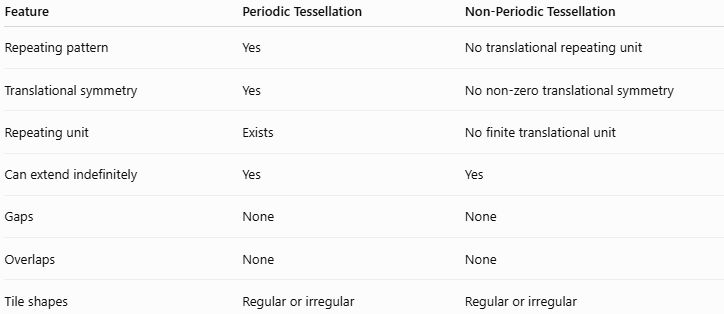 Feature Periodic Tessellation Non-Periodic Tessellation
Repeating pattern Yes No translational repeating unit
Translational symmetry Yes No non-zero translational symmetry
Repeating unit Exists No finite translational unit
Can extend indefinitely Yes Yes
Gaps None None
Overlaps None None
Tile shapes Regular or irregular Regular or irregular